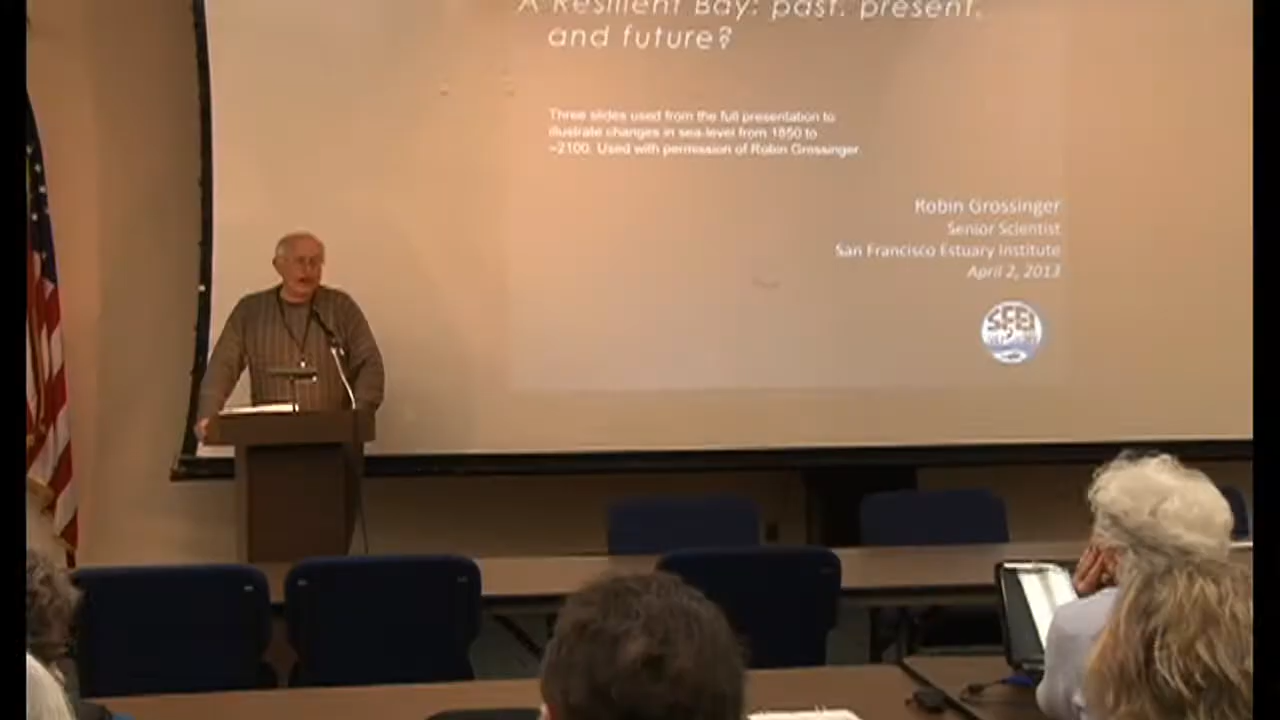 A Resilient Bay: past, present,
and future?
Three slides used from the full presentation to
illustrate changes in sea-level from 1850 to
~2100. Used with permission of Robin Grossinger.
Robin Grossinger
Senior Scientist
San Francisco Estuary Institute
April 2, 2013
SFEI